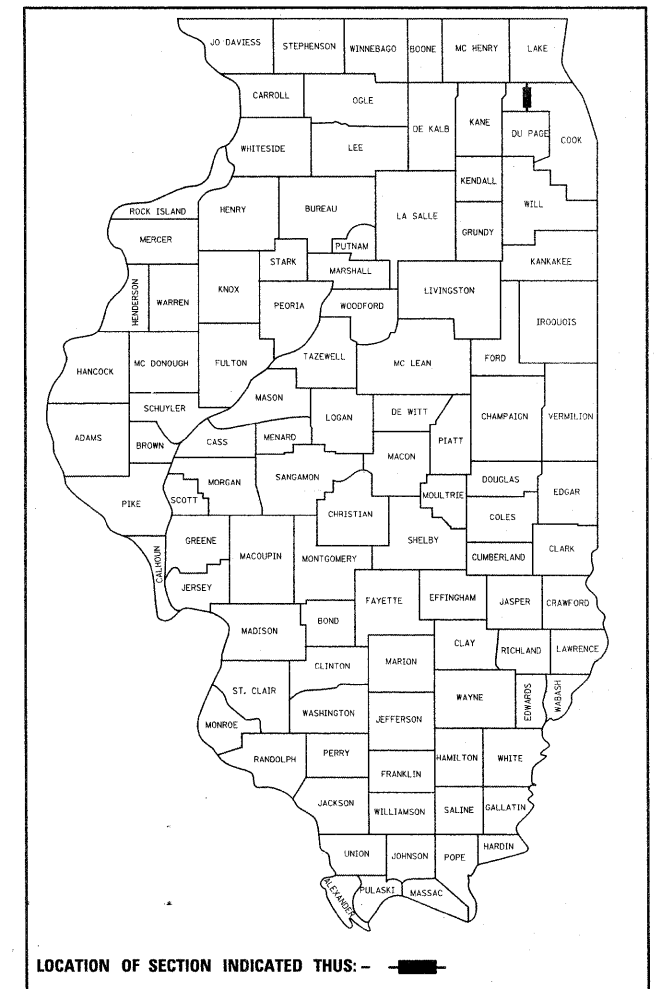 JO DAVIESS STEPHENSON WINNEBAGO BOONE MC HENRY LAKE
CARROLL OGLE DE KALB KANE DU PAGE COOK
WHITESIDE LEE
KENDALL
WILL
ROCK ISLAND HENRY BUREAU LA SALLE
GRUNDY
MERCER PUTNAM
STARK MARSHALL KANKAKEE
HENDERSON WARREN KNOX LIVINGSTON
PEORIA WOODFORD IROQUOIS
HANCOCK MC DONOUGH FULTON TAZEWELL MC LEAN FORD
MASON
SCHUYLER LOGAN DE WITT CHAMPAIGN VERMILION
ADAMS BROWN CASS MENARD MACON PIATT
MORGAN SANGAMON DOUGLAS
PIKE SCOTT CHRISTIAN MOULTRIE EDGAR
COLES
CALHOUN GREENE MACOUPIN MONTGOMERY SHELBY CUMBERLAND CLARK
JERSEY
FAYETTE EFFINGHAM JASPER CRAWFORD
MADISON BOND
CLINTON MARION CLAY RICHLAND LAWRENCE
ST. CLAIR WAYNE EDWARDS WABASH
WASHINGTON JEFFERSON
MONROE
RANDOLPH PERRY HAMILTON WHITE
FRANKLIN
JACKSON WILLIAMSON SALINE GALLATIN
HARDIN
UNION JOHNSON POPE
ALEXANDER PULASKI MASSAC
LOCATION OF SECTION INDICATED THUS: -